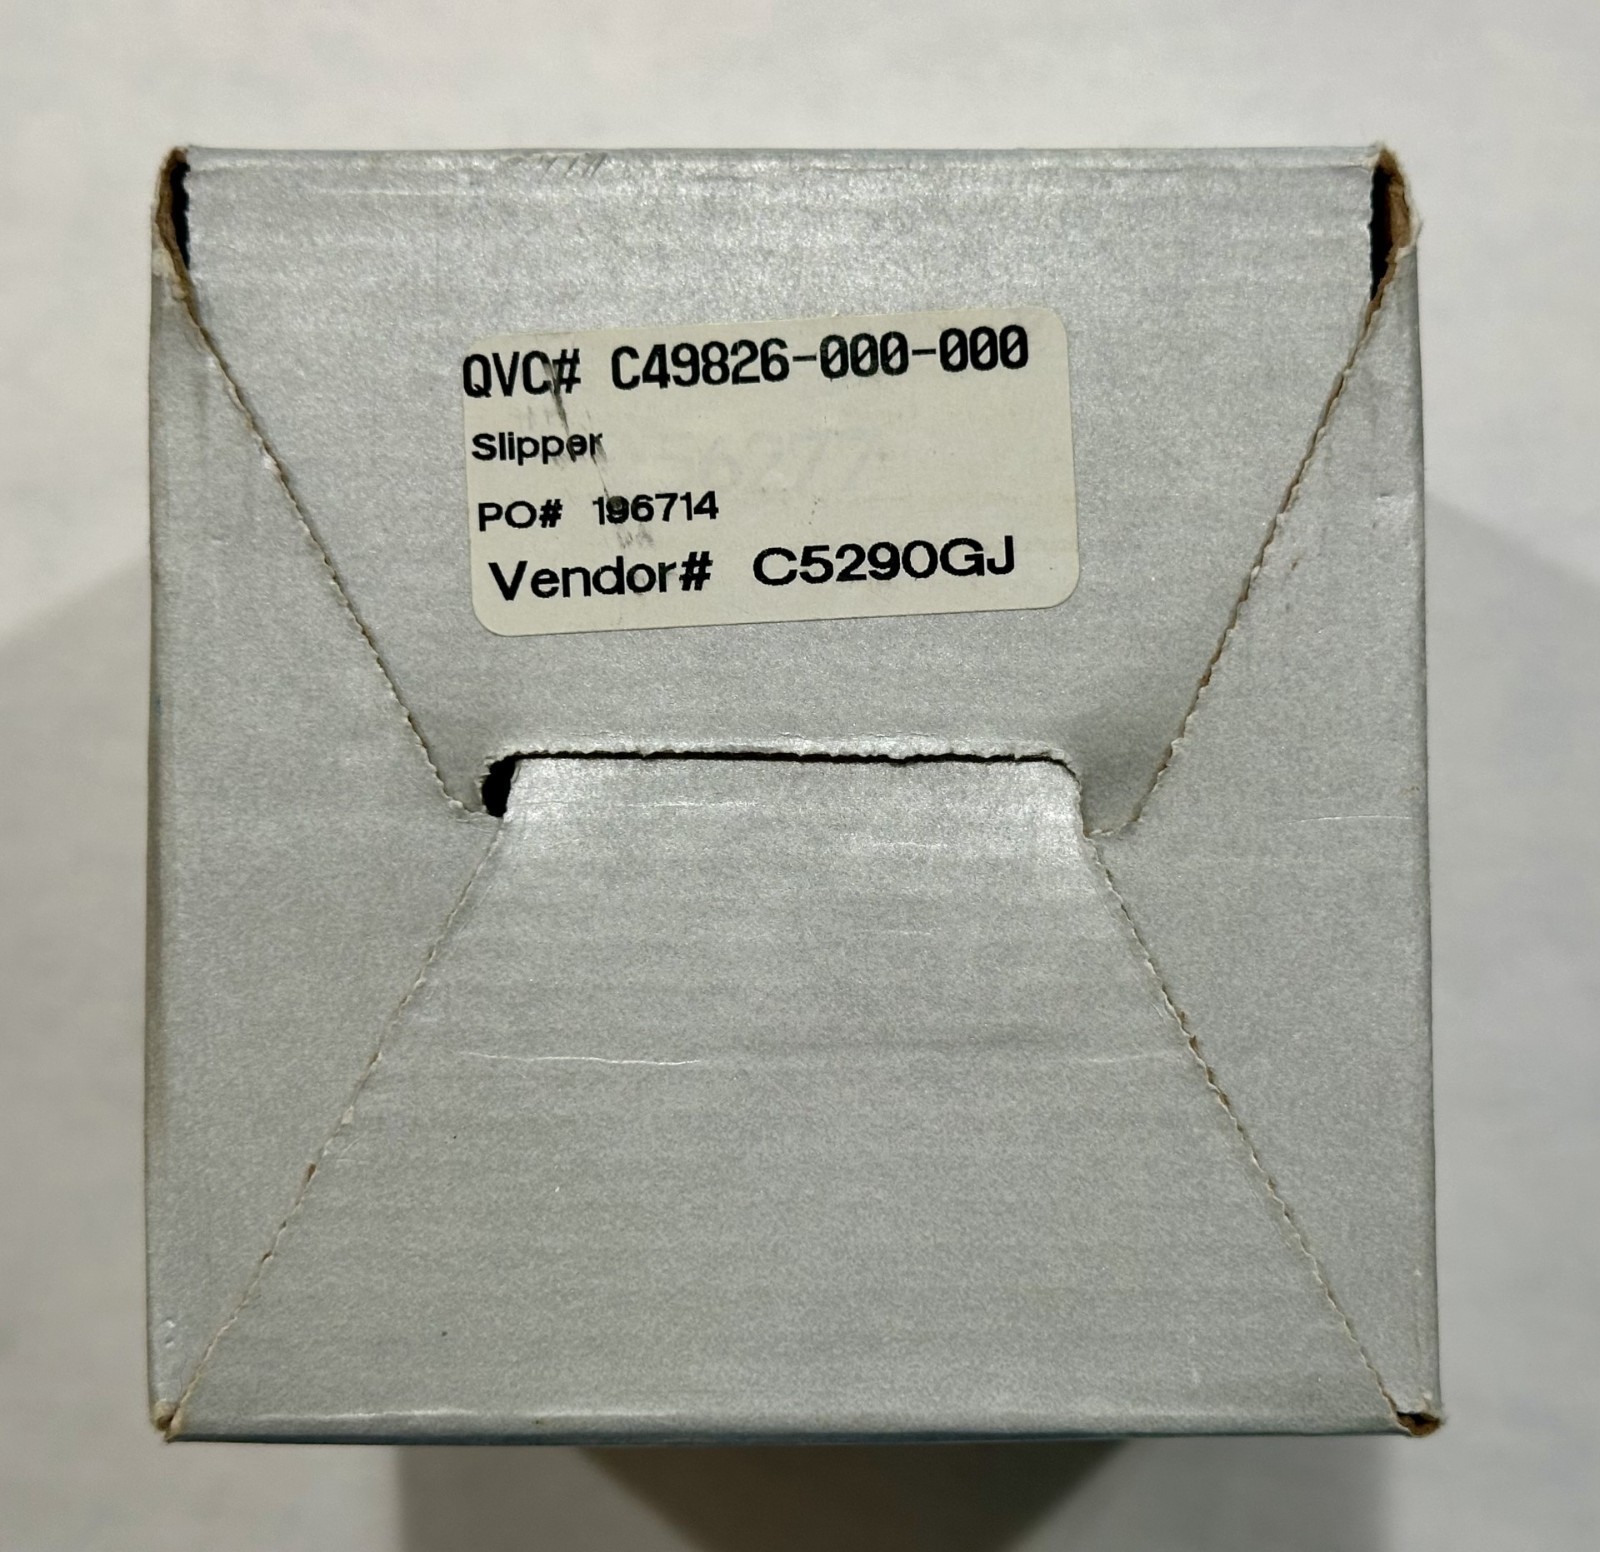 QVC# C49826-000-000
Slipper
PO# 196714
Vendor# C5290GJ